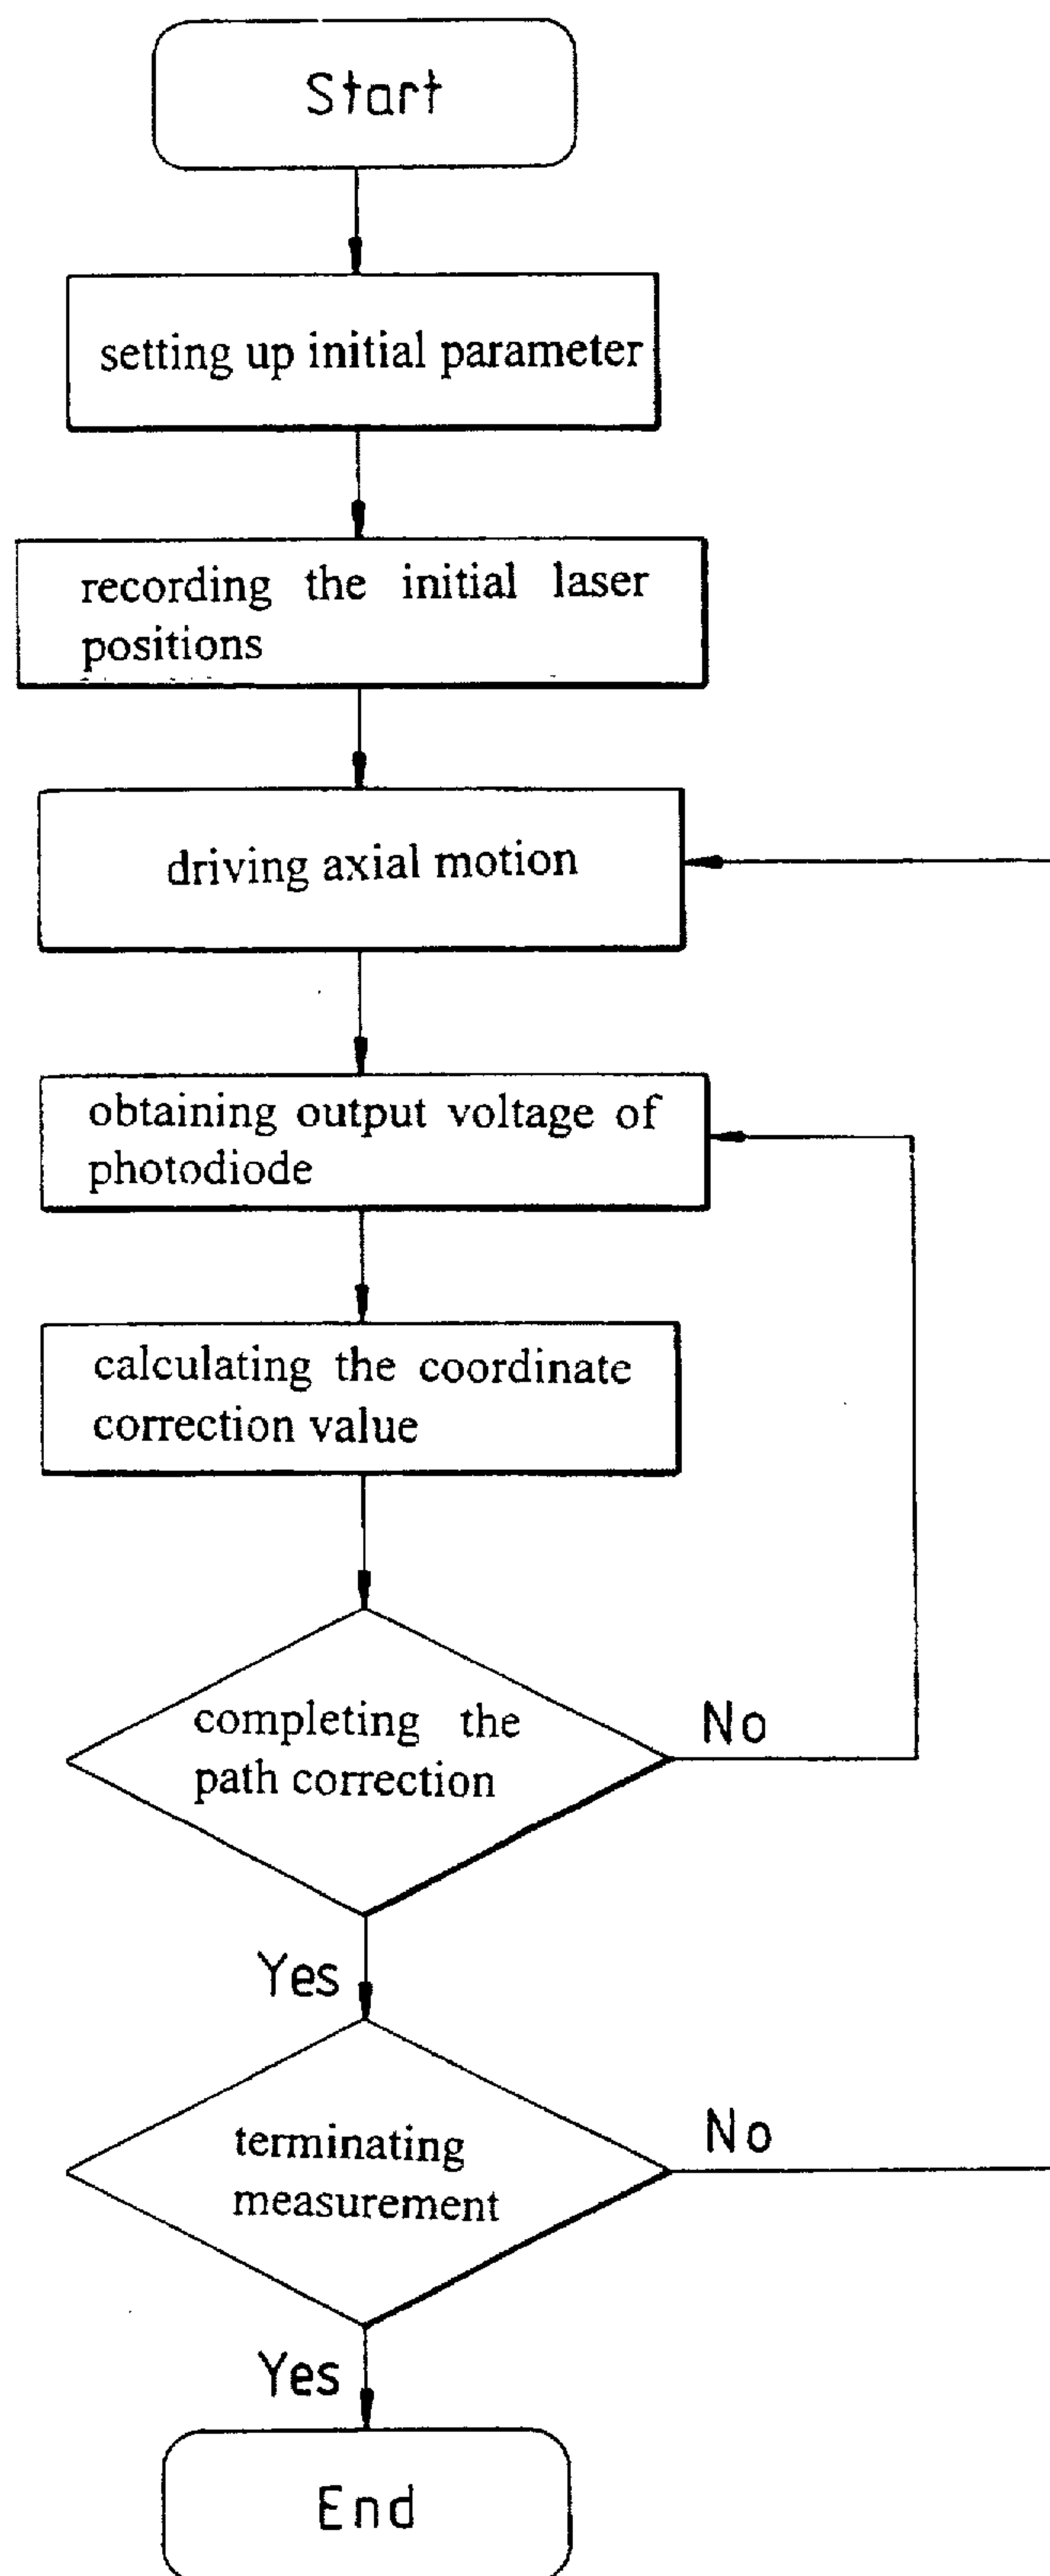 Start
setting up initial parameter
recording the initial laser
positions
driving axial motion
obtaining output voltage of
photodiode
calculating the coordinate
correction value
completing the
path correction
No
Yes
terminating
measurement
No
Yes
End